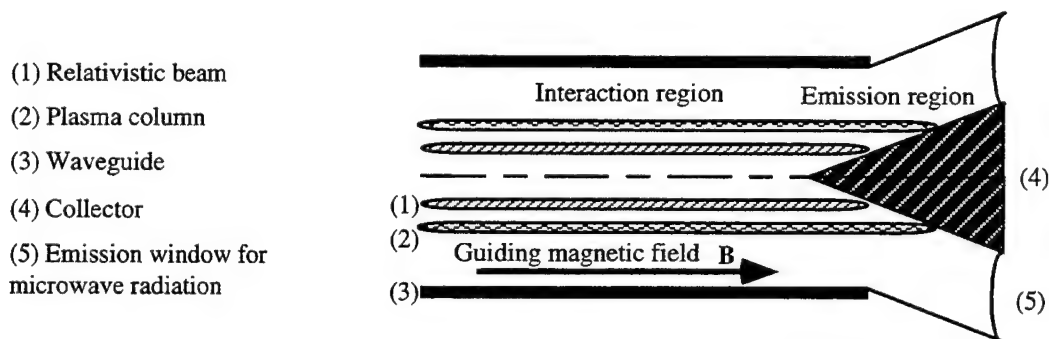 (1) Relativistic beam
(2) Plasma column
(3) Waveguide
(4) Collector
(5) Emission window for
microwave radiation
Interaction region
Emission region
(1)
(2)
Guiding magnetic field B
(3)
(4)
(5)